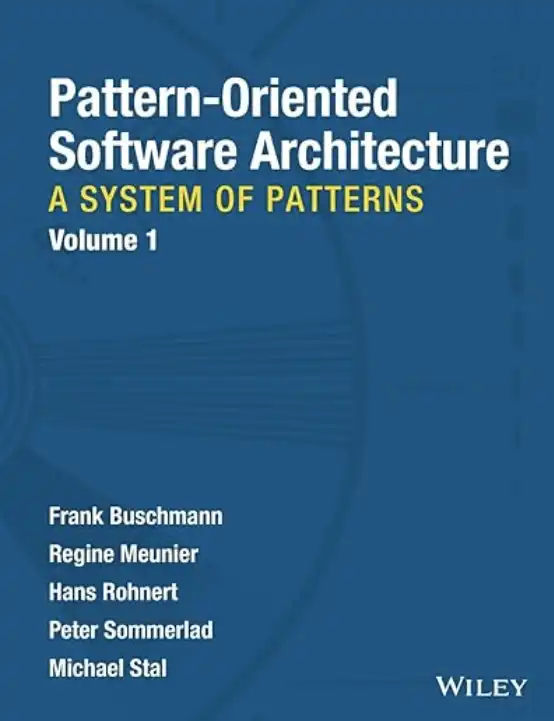 Pattern-Oriented
Software Architecture
A SYSTEM OF PATTERNS
Volume 1
Frank Buschmann
Regine Meunier
Hans Rohnert
Peter Sommerlad
Michael Stal
WILEY